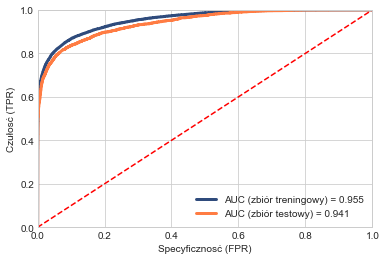 1.0
0.8
0.6
0.4
0.2
0.0
0.0 0.2 0.4 0.6 0.8 1.0
Czułość (TPR)
Specyficzność (FPR)
AUC (zbiór treningowy) = 0.955
AUC (zbiór testowy) = 0.941